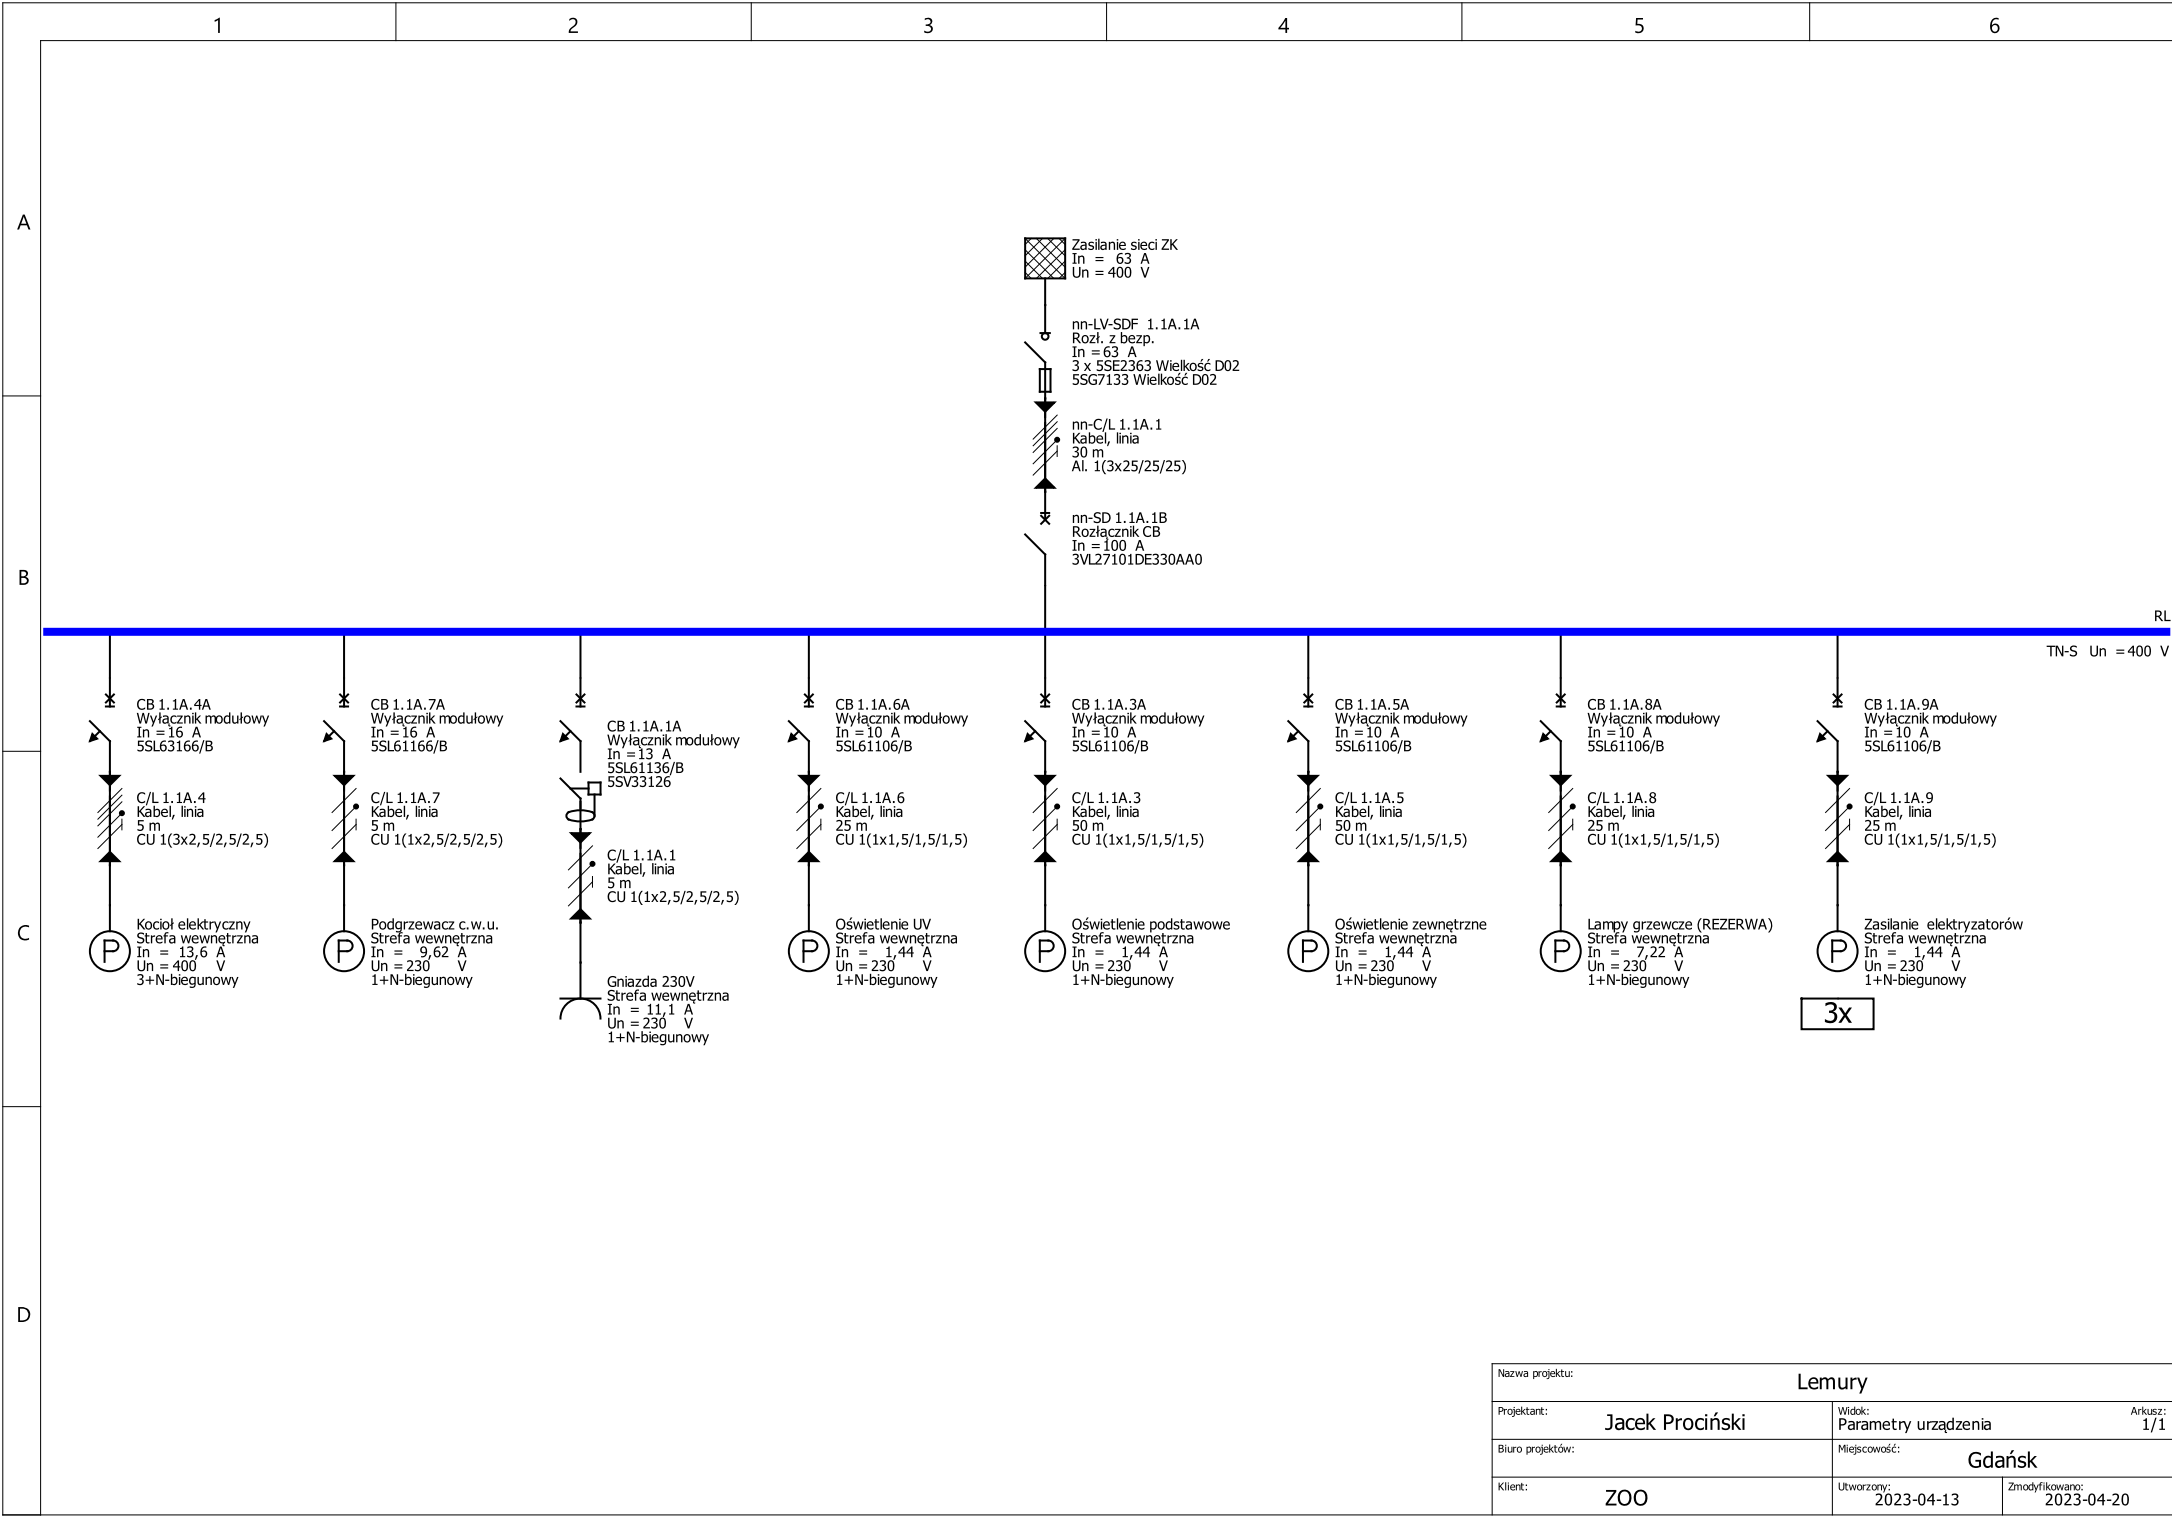 1 2 3 4 5 6
A
B
C
D
Zasilanie sieci ZK
In = 63 A
Un = 400 V
nn-LV-SDF 1.1A.1A
Rozł. z bezp.
In = 63 A
3 x 5SE2363 Wielkość D02
5SG7133 Wielkość D02
nn-C/L 1.1A.1
Kabel, linia
30 m
Al. 1(3x25/25/25)
nn-SD 1.1A.1B
Rozłącznik CB
In = 100 A
3VL27101DE330AA0
RL
TN-S Un = 400 V
CB 1.1A.4A
Wyłącznik modułowy
In = 16 A
5SL63166/B
C/L 1.1A.4
Kabel, linia
5 m
CU 1(3x2,5/2,5/2,5)
Kocioł elektryczny
Strefa wewnętrzna
In = 13,6 A
Un = 400 V
3+N-biegunowy
CB 1.1A.7A
Wyłącznik modułowy
In = 16 A
5SL61166/B
C/L 1.1A.7
Kabel, linia
5 m
CU 1(1x2,5/2,5/2,5)
Podgrzewacz c.w.u.
Strefa wewnętrzna
In = 9,62 A
Un = 230 V
1+N-biegunowy
CB 1.1A.1A
Wyłącznik modułowy
In = 13 A
5SL61136/B
5SV33126
C/L 1.1A.1
Kabel, linia
5 m
CU 1(1x2,5/2,5/2,5)
Gniazda 230V
Strefa wewnętrzna
In = 11,1 A
Un = 230 V
1+N-biegunowy
CB 1.1A.6A
Wyłącznik modułowy
In = 10 A
5SL61106/B
C/L 1.1A.6
Kabel, linia
25 m
CU 1(1x1,5/1,5/1,5)
Oświetlenie UV
Strefa wewnętrzna
In = 1,44 A
Un = 230 V
1+N-biegunowy
CB 1.1A.3A
Wyłącznik modułowy
In = 10 A
5SL61106/B
C/L 1.1A.3
Kabel, linia
50 m
CU 1(1x1,5/1,5/1,5)
Oświetlenie podstawowe
Strefa wewnętrzna
In = 1,44 A
Un = 230 V
1+N-biegunowy
CB 1.1A.5A
Wyłącznik modułowy
In = 10 A
5SL61106/B
C/L 1.1A.5
Kabel, linia
50 m
CU 1(1x1,5/1,5/1,5)
Oświetlenie zewnętrzne
Strefa wewnętrzna
In = 1,44 A
Un = 230 V
1+N-biegunowy
CB 1.1A.8A
Wyłącznik modułowy
In = 10 A
5SL61106/B
C/L 1.1A.8
Kabel, linia
25 m
CU 1(1x1,5/1,5/1,5)
Lampy grzewcze (REZERWA)
Strefa wewnętrzna
In = 7,22 A
Un = 230 V
1+N-biegunowy
CB 1.1A.9A
Wyłącznik modułowy
In = 10 A
5SL61106/B
C/L 1.1A.9
Kabel, linia
25 m
CU 1(1x1,5/1,5/1,5)
Zasilanie elektryzatorów
Strefa wewnętrzna
In = 1,44 A
Un = 230 V
1+N-biegunowy
P P P P P P P
3x
Nazwa projektu:
Lemury
Projektant:
Jacek Prociński
Widok:
Parametry urządzenia
Arkusz:
1/1
Biuro projektów:
Miejscowość:
Gdańsk
Klient:
ZOO
Utworzony:
2023-04-13
Zmodyfikowano:
2023-04-20